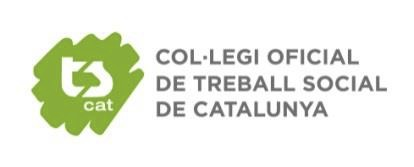 ts
cat
COL·LEGI OFICIAL
DE TREBALL SOCIAL
DE CATALUNYA